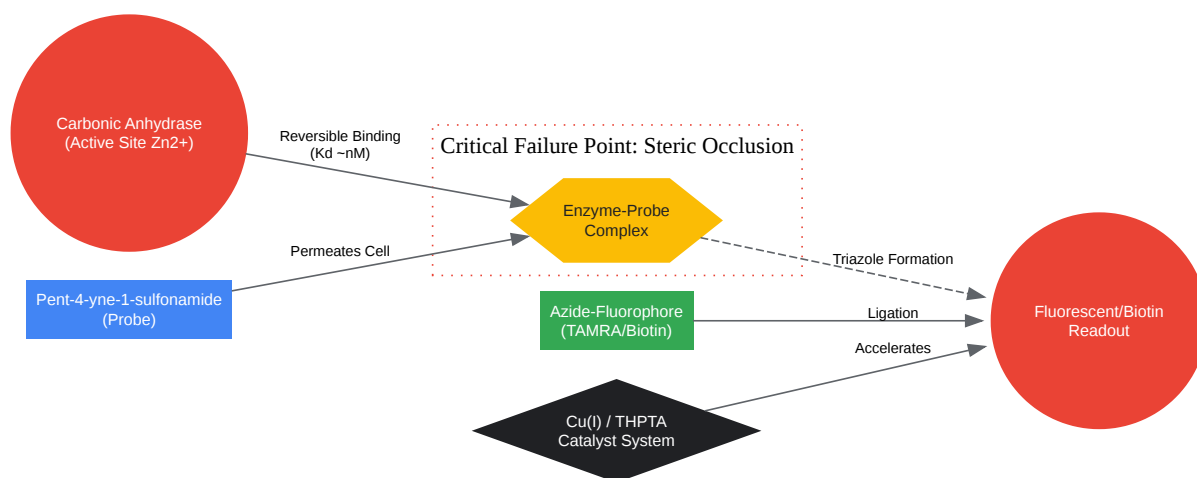 Carbonic Anhydrase
(Active Site Zn2+)
Reversible Binding
(Kd ~nM)
Critical Failure Point: Steric Occlusion
Enzyme-Probe
Complex
Permeates Cell
Pent-4-yne-1-sulfonamide
(Probe)
Triazole Formation
Azide-Fluorophore
(TAMRA/Biotin)
Ligation
Fluorescent/Biotin
Readout
Accelerates
Cu(I) / THPTA
Catalyst System